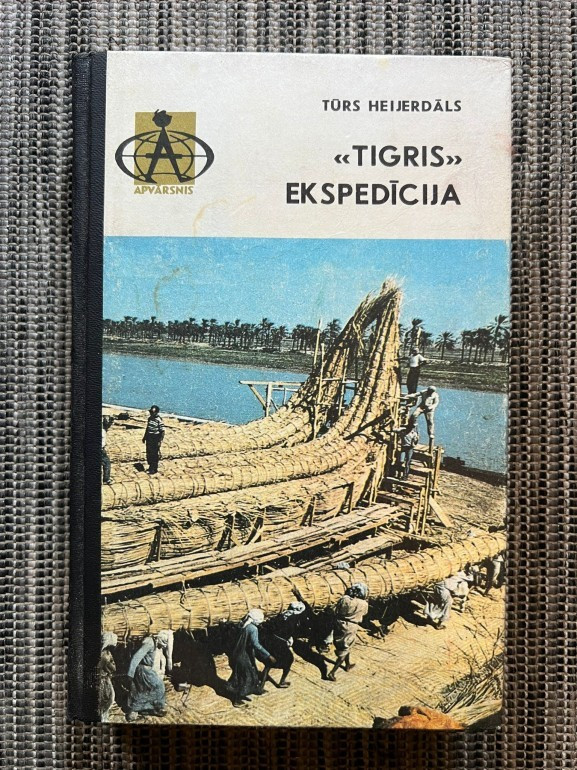 TŪRS HEIJERDĀLS
«TIGRIS»
EKSPEDĪCIJA
A
APVĀRSNIS